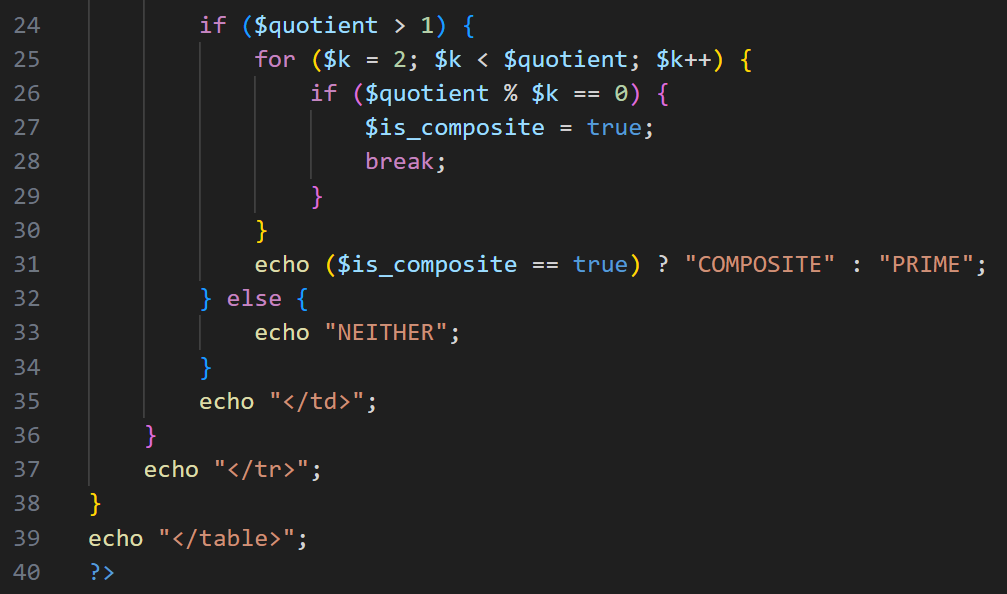 24 if ($quotient > 1) {
25 for ($k = 2; $k < $quotient; $k++) {
26 if ($quotient % $k == 0) {
27 $is_composite = true;
28 break;
29 }
30 }
31 echo ($is_composite == true) ? "COMPOSITE" : "PRIME";
32 } else {
33 echo "NEITHER";
34 }
35 echo "</td>";
36 }
37 echo "</tr>";
38 }
39 echo "</table>";
40 ?>